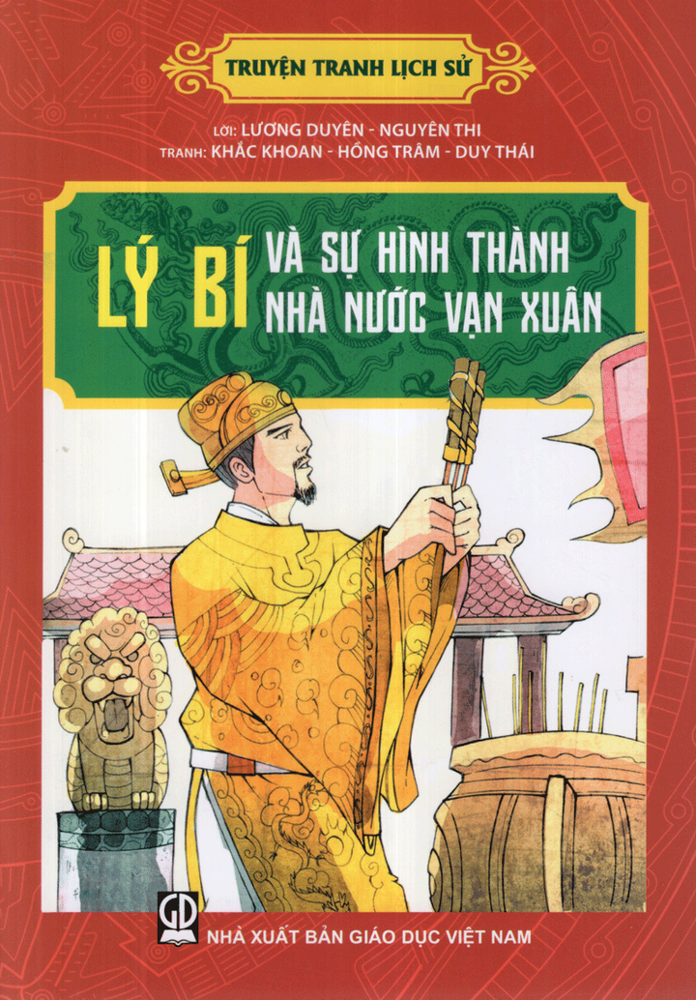 TRUYỆN TRANH LỊCH SỬ
LỜI: LƯƠNG DUYÊN - NGUYÊN THI
TRANH: KHẮC KHOAN - HỒNG TRÂM - DUY THÁI
LÝ BÍ
VÀ SỰ HÌNH THÀNH
NHÀ NƯỚC VẠN XUÂN
GD
NHÀ XUẤT BẢN GIÁO DỤC VIỆT NAM